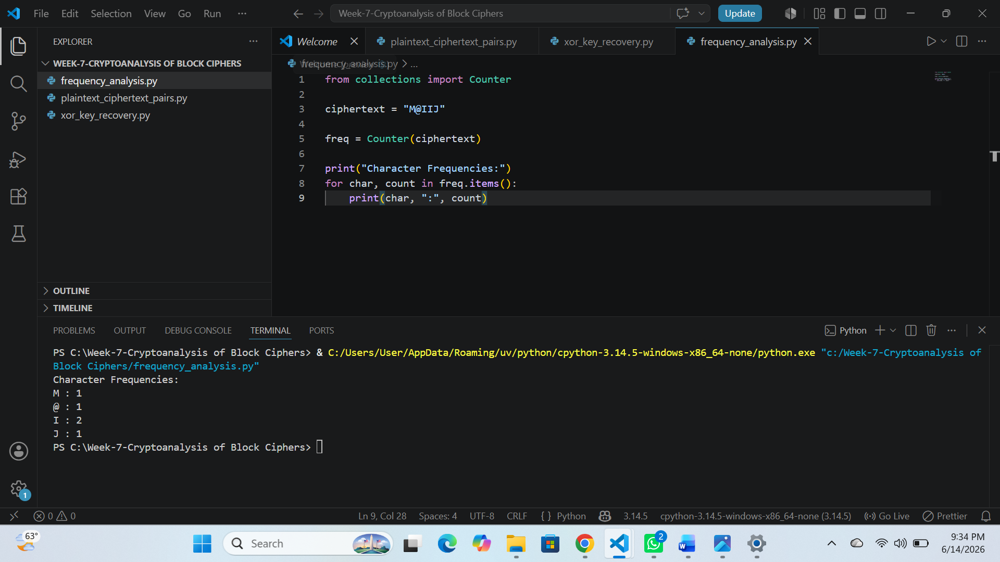 File Edit Selection View Go Run ...
Week-7-Cryptoanalysis of Block Ciphers
Update
EXPLORER
Welcome
plaintext_ciphertext_pairs.py
xor_key_recovery.py
frequency_analysis.py
WEEK-7-CRYPTOANALYSIS OF BLOCK CIPHERS
frequency_analysis.py
plaintext_ciphertext_pairs.py
xor_key_recovery.py
OUTLINE
TIMELINE
frequency_analysis.py > ...
1 from collections import Counter
2
3 ciphertext = "M@IIJ"
4
5 freq = Counter(ciphertext)
6
7 print("Character Frequencies:")
8 for char, count in freq.items():
9 print(char, ":", count)
PROBLEMS OUTPUT DEBUG CONSOLE TERMINAL PORTS
Python
PS C:\Week-7-Cryptoanalysis of Block Ciphers> & C:/Users/User/AppData/Roaming/uv/python/cpython-3.14.5-windows-x86_64-none/python.exe "c:/Week-7-Cryptoanalysis of
Block Ciphers/frequency_analysis.py"
Character Frequencies:
M : 1
@ : 1
I : 2
J : 1
PS C:\Week-7-Cryptoanalysis of Block Ciphers>
1
0 0
Ln 9, Col 28 Spaces: 4 UTF-8 CRLF { } Python 3.14.5 cpython-3.14.5-windows-x86_64-none (3.14.5) Go Live Prettier
63°
Search
2
9:34 PM
6/14/2026